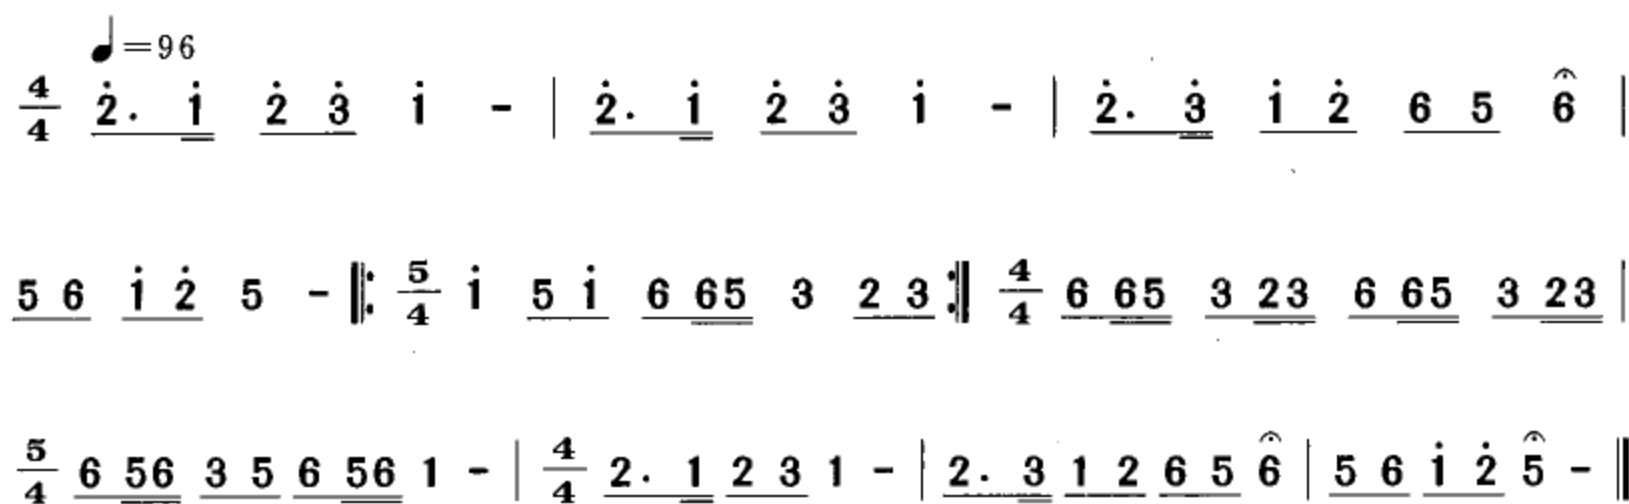 ♩=96
4/4 2̇. 1̇ 2̇ 3̇ 1̇ - | 2̇. 1̇ 2̇ 3̇ 1̇ - | 2̇. 3̇ 1̇ 2̇ 6 5 6 |
5 6 1̇ 2̇ 5 - ‖: 5/4 1̇ 5 1̇ 6 65 3 2 3 :‖ 4/4 6 65 3 23 6 65 3 23 |
5/4 6 56 3 5 6 56 1 - | 4/4 2. 1 2 3 1 - | 2. 3 1 2 6 5 6 | 5 6 1̇ 2̇ 5 - ‖